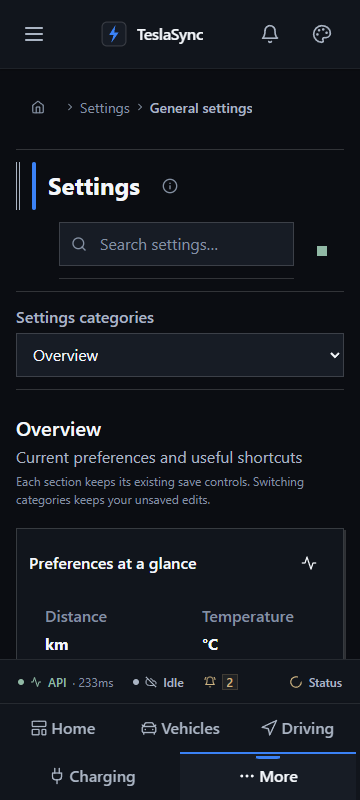 TeslaSync
Settings
General settings
Settings
Search settings...
Settings categories
Overview
Overview
Current preferences and useful shortcuts
Each section keeps its existing save controls. Switching
categories keeps your unsaved edits.
Preferences at a glance
Distance Temperature
km °C
API · 233ms Idle 2 Status
Home Vehicles Driving
Charging More